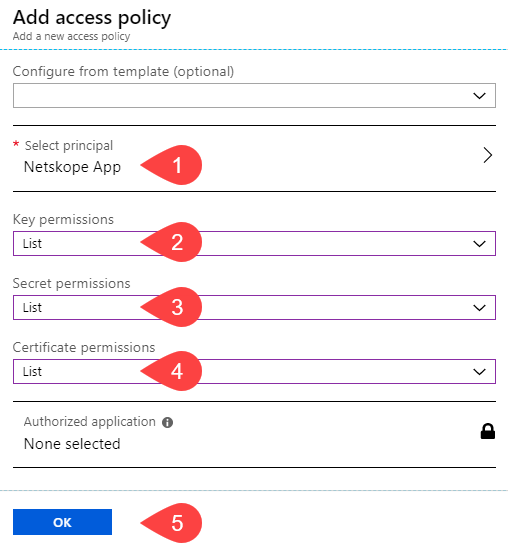 Add access policy
Add a new access policy
Configure from template (optional)
* Select principal
Netskope App
1
Key permissions
List
2
Secret permissions
List
3
Certificate permissions
List
4
Authorized application
None selected
OK
5